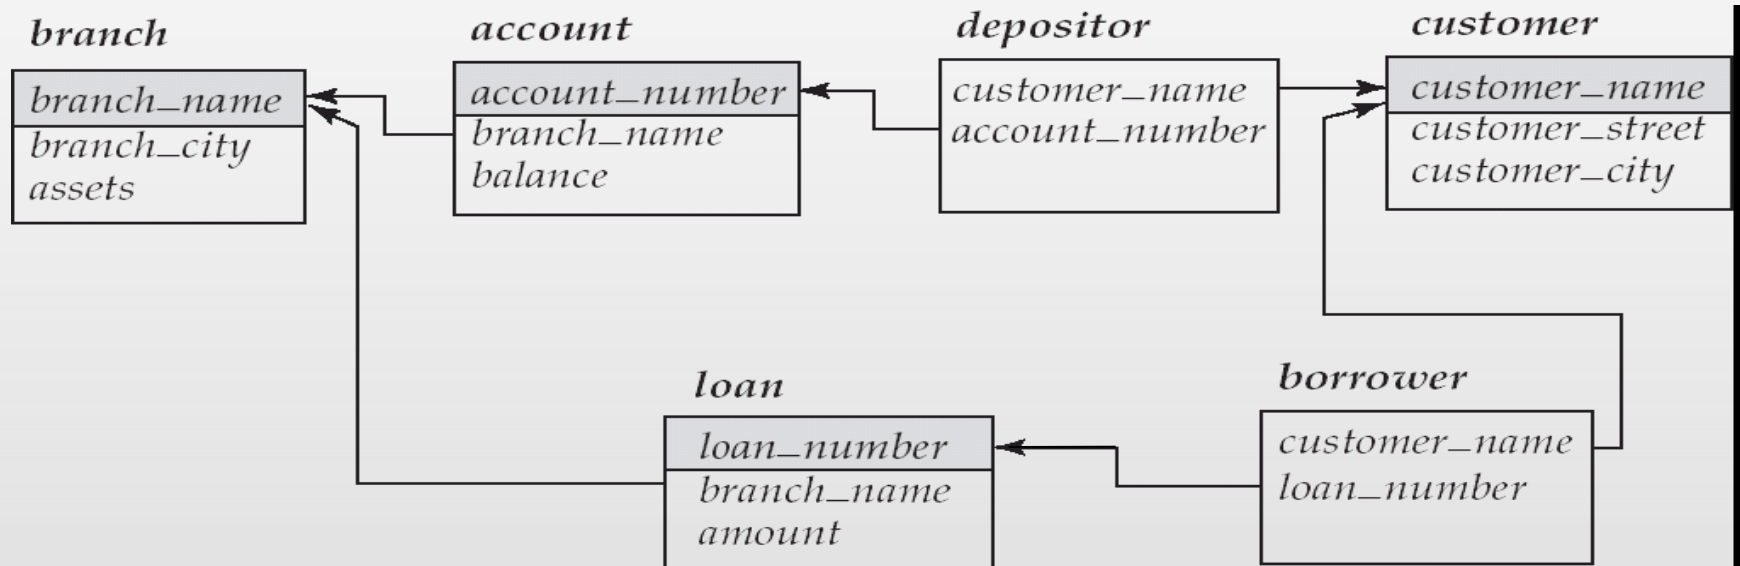 branch
branch_name
branch_city
assets
account
account_number
branch_name
balance
depositor
customer_name
account_number
customer
customer_name
customer_street
customer_city
loan
loan_number
branch_name
amount
borrower
customer_name
loan_number